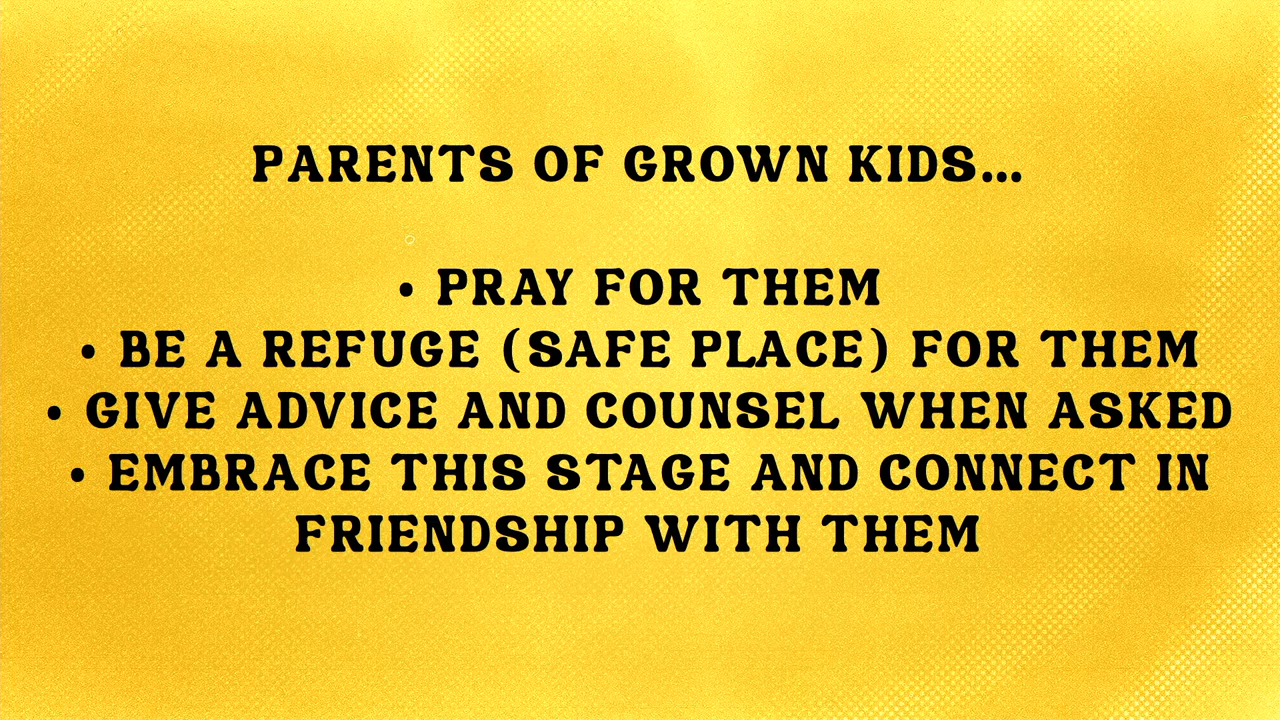 PARENTS OF GROWN KIDS...
• PRAY FOR THEM
• BE A REFUGE (SAFE PLACE) FOR THEM
• GIVE ADVICE AND COUNSEL WHEN ASKED
• EMBRACE THIS STAGE AND CONNECT IN
FRIENDSHIP WITH THEM